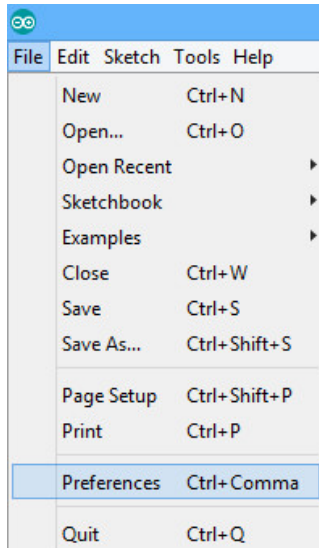 File Edit Sketch Tools Help
New Ctrl+N
Open... Ctrl+O
Open Recent
Sketchbook
Examples
Close Ctrl+W
Save Ctrl+S
Save As... Ctrl+Shift+S
Page Setup Ctrl+Shift+P
Print Ctrl+P
Preferences Ctrl+Comma
Quit Ctrl+Q